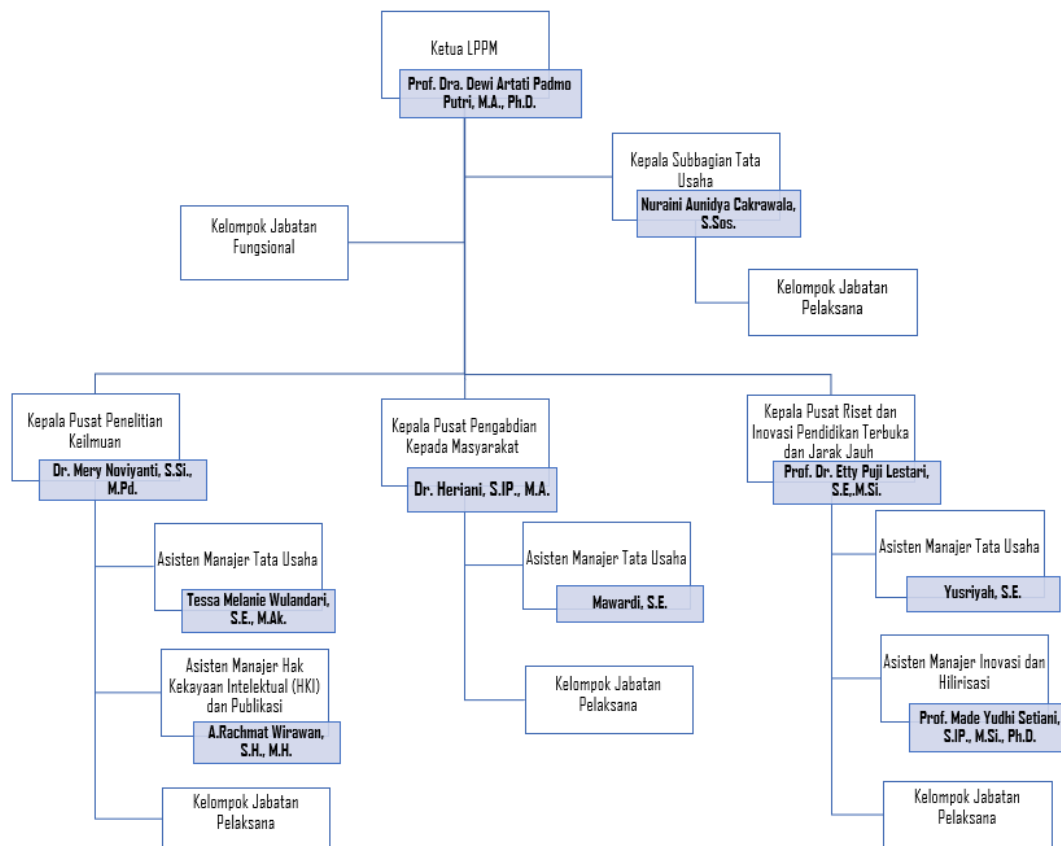 Ketua LPPM
Prof. Dra. Dewi Artati Padmo
Putri, M.A., Ph.D.
Kepala Subbagian Tata
Usaha
Nuraini Aunidya Cakrawala,
S.Sos.
Kelompok Jabatan
Fungsional
Kelompok Jabatan
Pelaksana
Kepala Pusat Penelitian
Keilmuan
Dr. Mery Noviyanti, S.Si.,
M.Pd.
Kepala Pusat Pengabdian
Kepada Masyarakat
Dr. Heriani, S.IP., M.A.
Kepala Pusat Riset dan
Inovasi Pendidikan Terbuka
dan Jarak Jauh
Prof. Dr. Etty Puji Lestari,
S.E,.M.Si.
Asisten Manajer Tata Usaha
Tessa Melanie Wulandari,
S.E., M.Ak.
Asisten Manajer Tata Usaha
Mawardi, S.E.
Asisten Manajer Tata Usaha
Yusriyah, S.E.
Asisten Manajer Hak
Kekayaan Intelektual (HKI)
dan Publikasi
A.Rachmat Wirawan,
S.H., M.H.
Kelompok Jabatan
Pelaksana
Asisten Manajer Inovasi dan
Hilirisasi
Prof. Made Yudhi Setiani,
S.IP., M.Si., Ph.D.
Kelompok Jabatan
Pelaksana
Kelompok Jabatan
Pelaksana